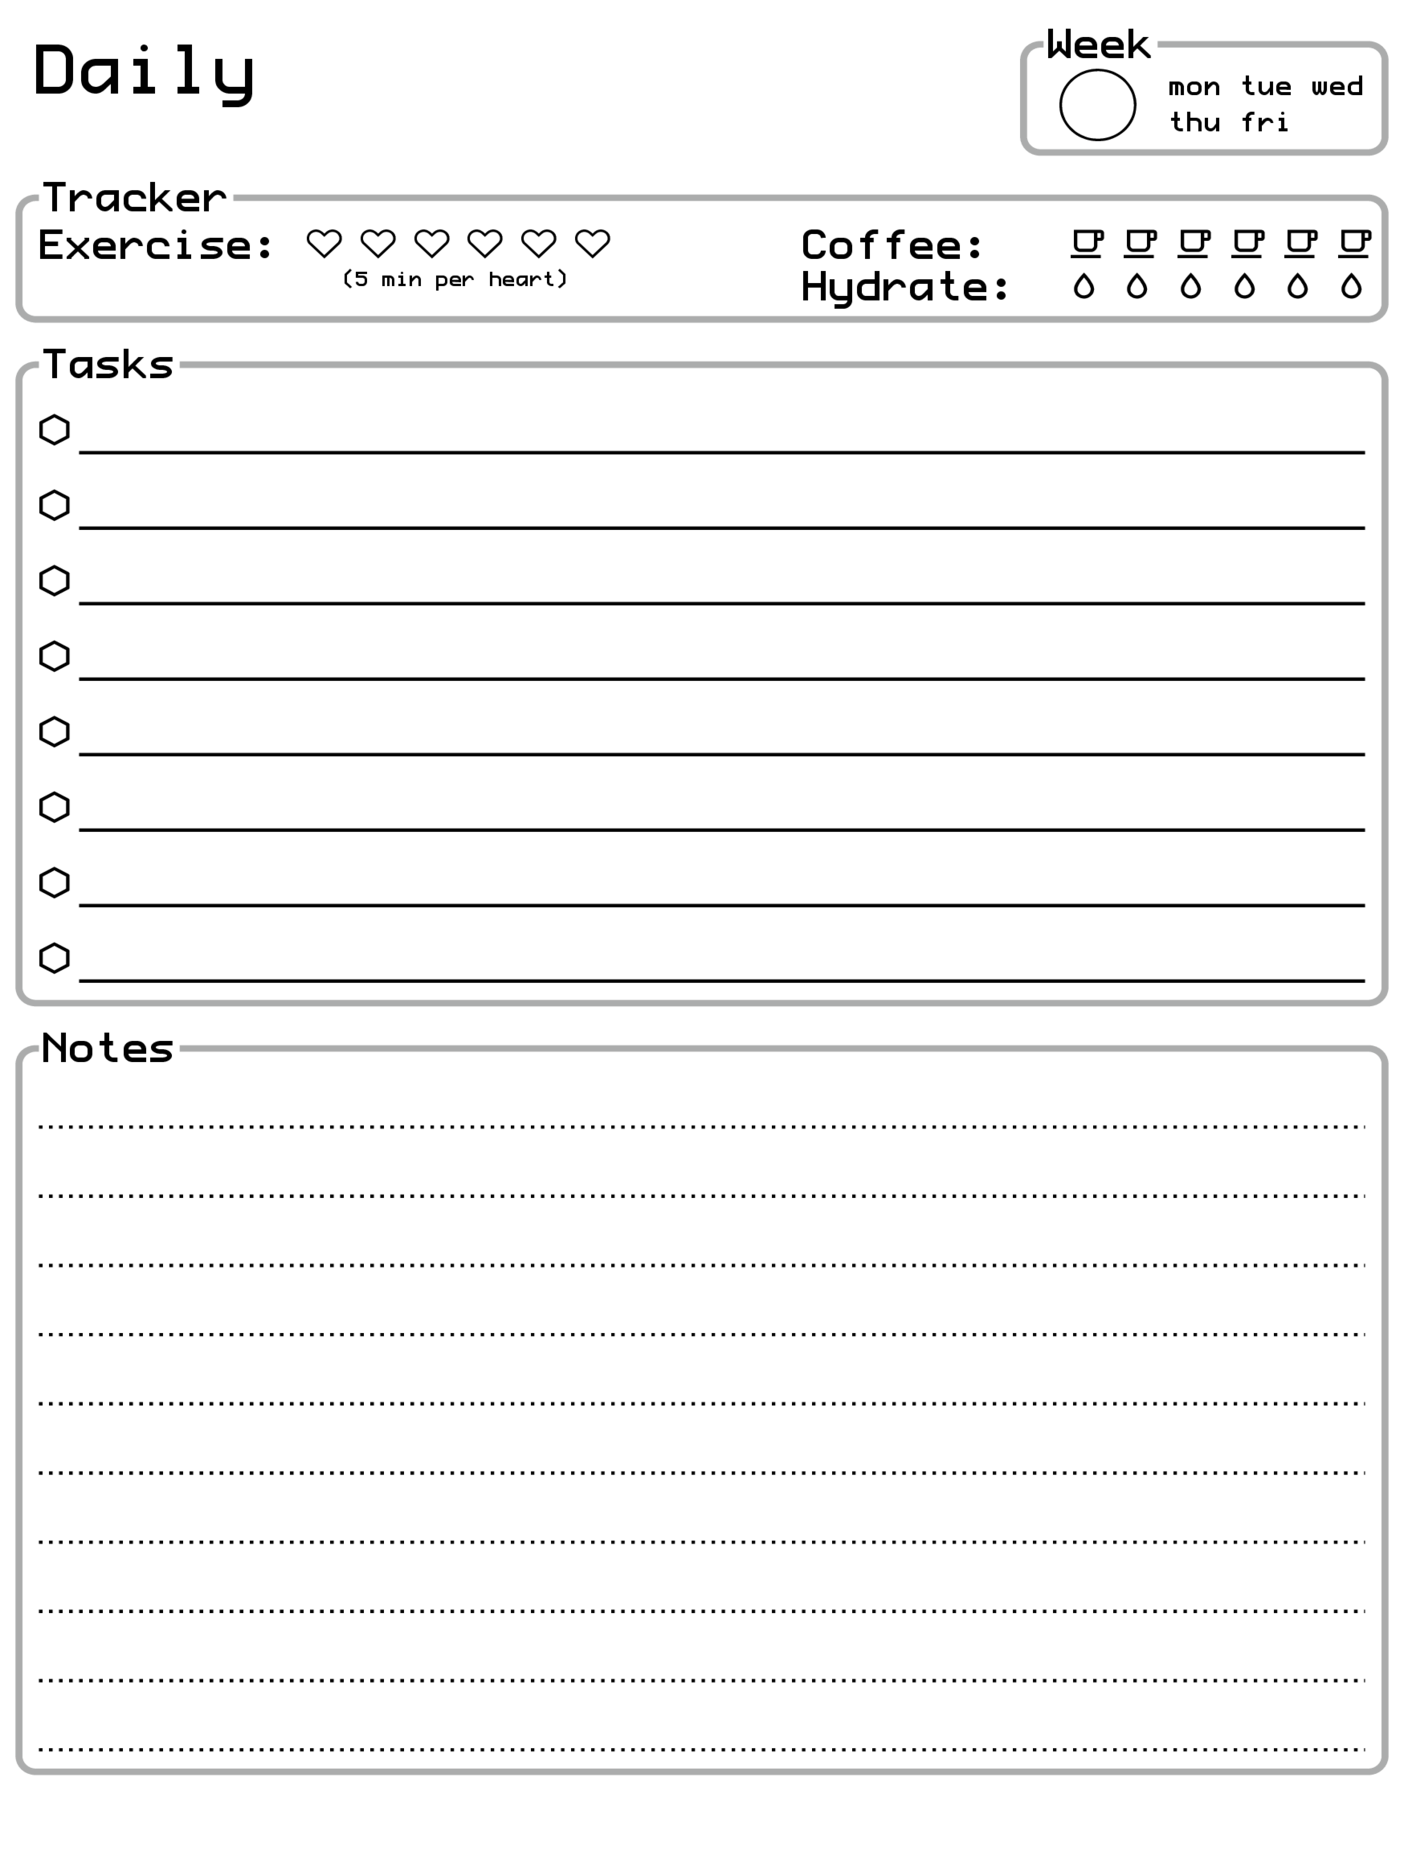 Daily
Week
mon tue wed
thu fri
Tracker
Exercise:
(5 min per heart)
Coffee:
Hydrate:
Tasks
Notes